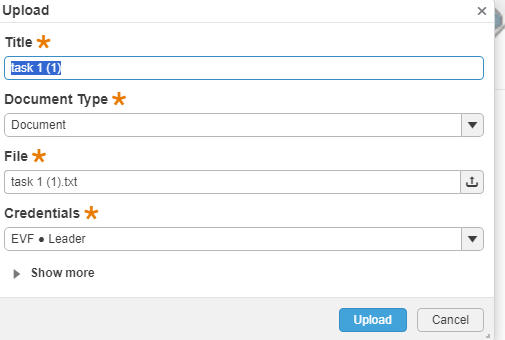 Upload
Title *
task 1 (1)
Document Type *
Document
File *
task 1 (1).txt
Credentials *
EVF ● Leader
Show more
Upload Cancel